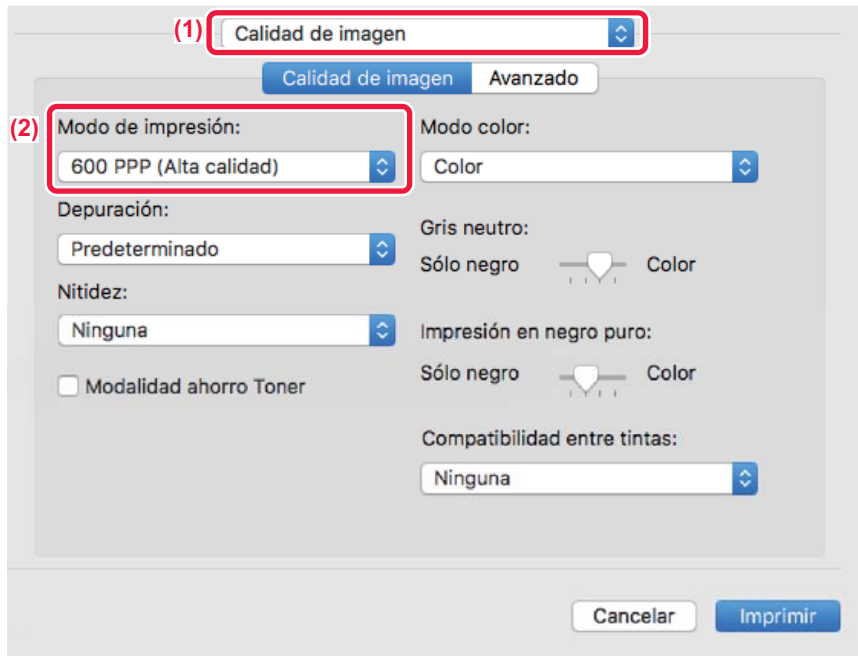 (1) Calidad de imagen
Calidad de imagen Avanzado
(2) Modo de impresión:
600 PPP (Alta calidad)
Depuración:
Predeterminado
Nitidez:
Ninguna
Modalidad ahorro Toner
Modo color:
Color
Gris neutro:
Sólo negro Color
Impresión en negro puro:
Sólo negro Color
Compatibilidad entre tintas:
Ninguna
Cancelar Imprimir